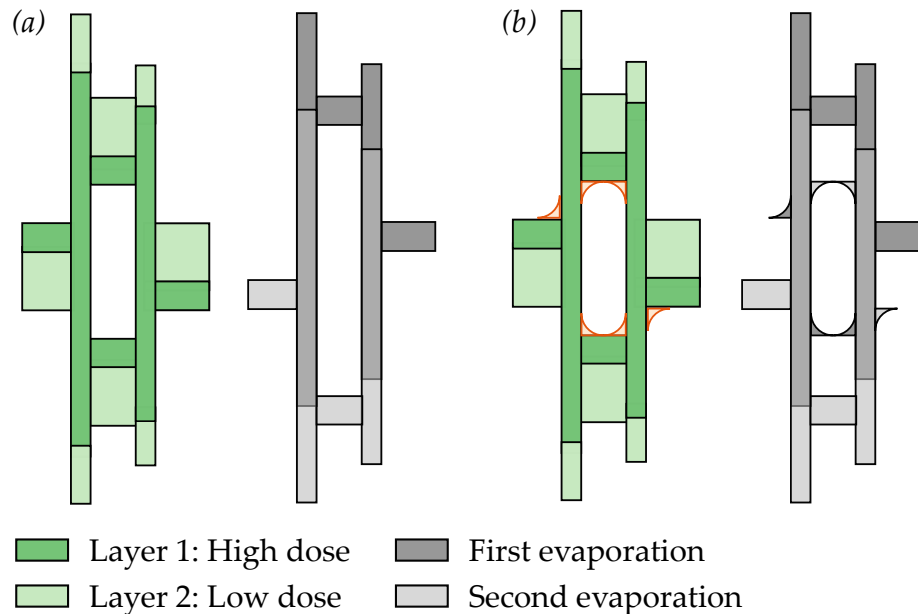 (a) (b)
Layer 1: High dose First evaporation
Layer 2: Low dose Second evaporation